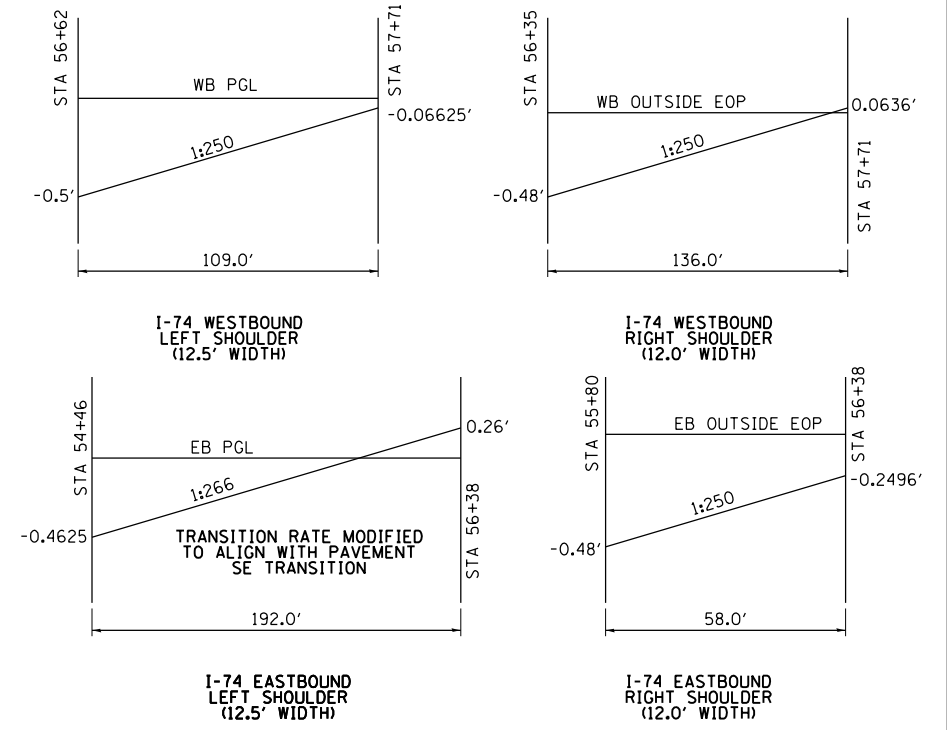 STA 56+62
STA 57+71
WB PGL
-0.06625'
1:250
-0.5'
109.0'
I-74 WESTBOUND
LEFT SHOULDER
(12.5' WIDTH)
STA 56+35
WB OUTSIDE EOP
0.0636'
1:250
STA 57+71
-0.48'
136.0'
I-74 WESTBOUND
RIGHT SHOULDER
(12.0' WIDTH)
STA 54+46
EB PGL
0.26'
1:266
-0.4625
TRANSITION RATE MODIFIED
TO ALIGN WITH PAVEMENT
SE TRANSITION
STA 56+38
192.0'
I-74 EASTBOUND
LEFT SHOULDER
(12.5' WIDTH)
STA 55+80
STA 56+38
EB OUTSIDE EOP
-0.2496'
1:250
-0.48'
58.0'
I-74 EASTBOUND
RIGHT SHOULDER
(12.0' WIDTH)